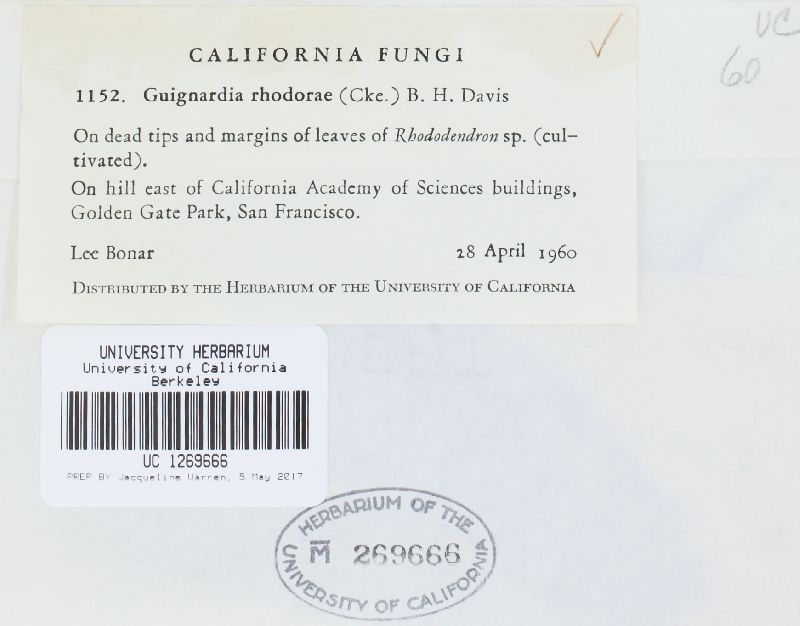 UC
60
CALIFORNIA FUNGI
1152. Guignardia rhodorae (Cke.) B. H. Davis
On dead tips and margins of leaves of Rhododendron sp. (cul-
tivated).
On hill east of California Academy of Sciences buildings,
Golden Gate Park, San Francisco.
Lee Bonar 28 April 1960
DISTRIBUTED BY THE HERBARIUM OF THE UNIVERSITY OF CALIFORNIA
UNIVERSITY HERBARIUM
University of California
Berkeley
UC 1269666
PREP BY Jacqueline Warren, 5 May 2017
HERBARIUM OF THE
M̅ 269666
UNIVERSITY OF CALIFORNIA